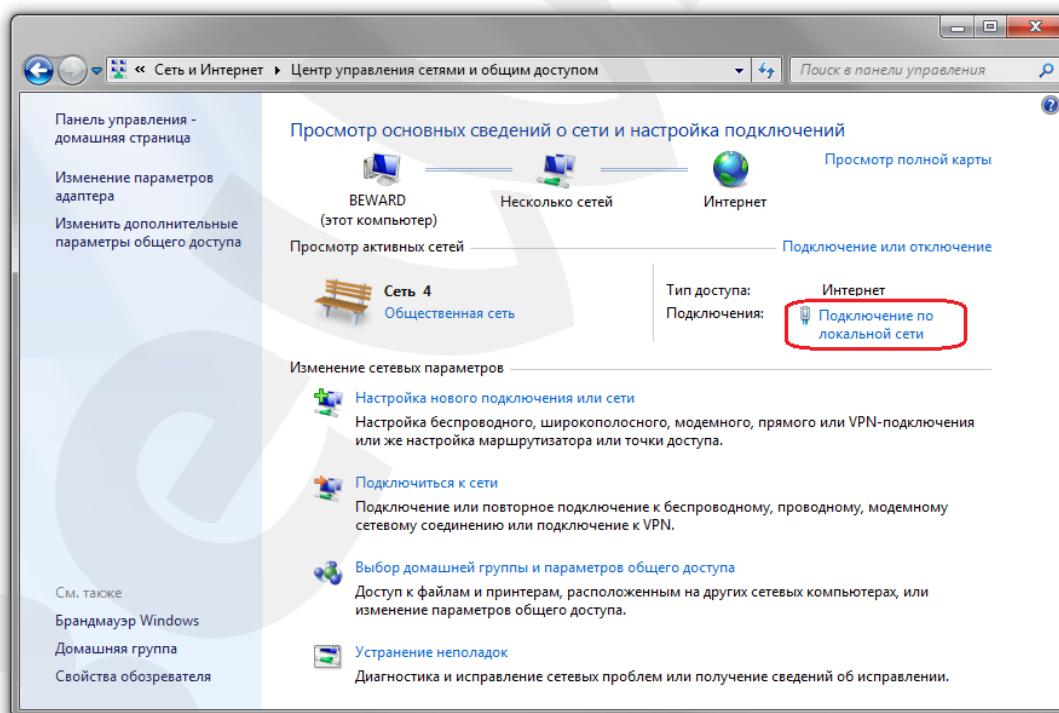 « Сеть и Интернет ▸ Центр управления сетями и общим доступом
Поиск в панели управления
Панель управления -
домашняя страница
Изменение параметров
адаптера
Изменить дополнительные
параметры общего доступа
См. также
Брандмауэр Windows
Домашняя группа
Свойства обозревателя
Просмотр основных сведений о сети и настройка подключений
Просмотр полной карты
BEWARD
(этот компьютер)
Несколько сетей
Интернет
Просмотр активных сетей
Подключение или отключение
Сеть 4
Общественная сеть
Тип доступа: Интернет
Подключения: Подключение по
локальной сети
Изменение сетевых параметров
Настройка нового подключения или сети
Настройка беспроводного, широкополосного, модемного, прямого или VPN-подключения
или же настройка маршрутизатора или точки доступа.
Подключиться к сети
Подключение или повторное подключение к беспроводному, проводному, модемному
сетевому соединению или подключение к VPN.
Выбор домашней группы и параметров общего доступа
Доступ к файлам и принтерам, расположенным на других сетевых компьютерах, или
изменение параметров общего доступа.
Устранение неполадок
Диагностика и исправление сетевых проблем или получение сведений об исправлении.